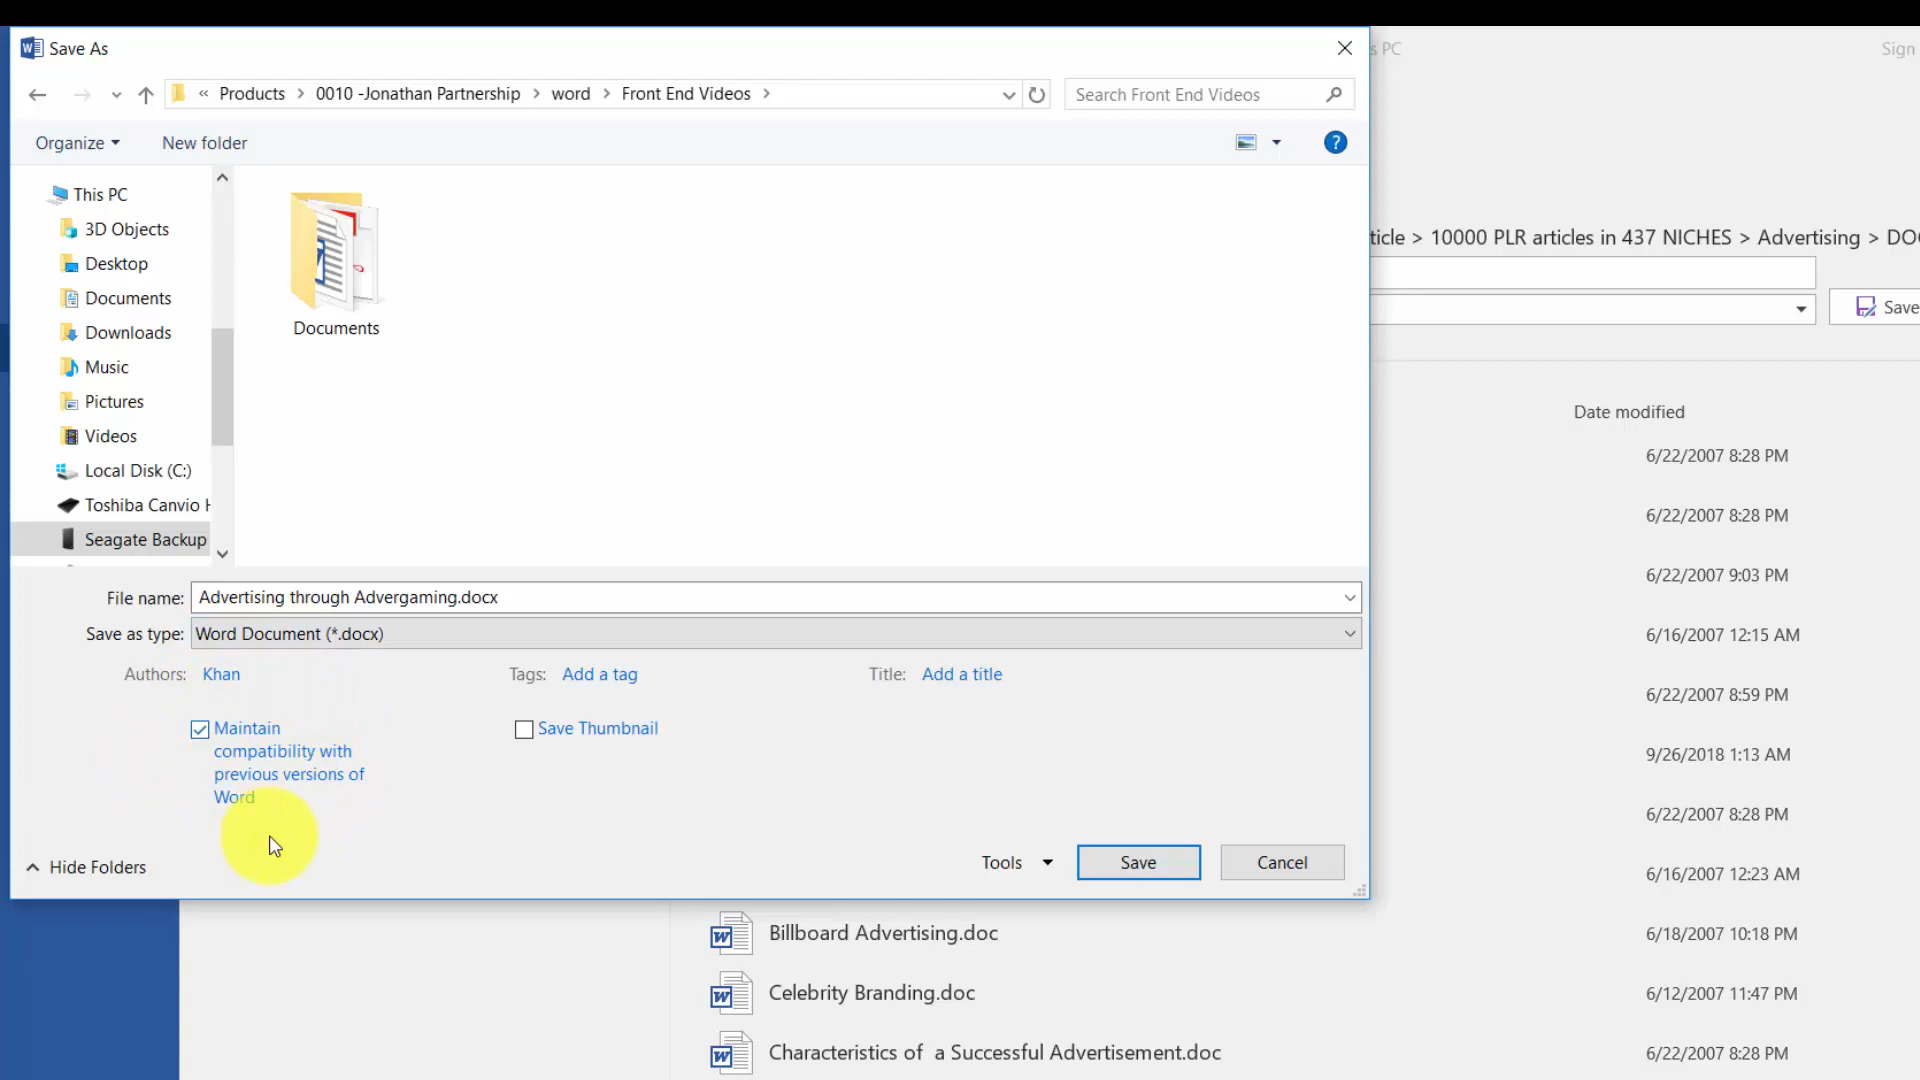 Save As
s PC
Sign
« Products > 0010 -Jonathan Partnership > word > Front End Videos >
Search Front End Videos
Organize
New folder
?
This PC
3D Objects
Desktop
Documents
Downloads
Music
Pictures
Videos
Local Disk (C:)
Toshiba Canvio H
Seagate Backup
Documents
ticle > 10000 PLR articles in 437 NICHES > Advertising > DO
Save
Date modified
6/22/2007 8:28 PM
6/22/2007 8:28 PM
6/22/2007 9:03 PM
6/16/2007 12:15 AM
6/22/2007 8:59 PM
9/26/2018 1:13 AM
6/22/2007 8:28 PM
6/16/2007 12:23 AM
File name: Advertising through Advergaming.docx
Save as type: Word Document (*.docx)
Authors: Khan
Tags: Add a tag
Title: Add a title
Maintain
compatibility with
previous versions of
Word
Save Thumbnail
Hide Folders
Tools
Save
Cancel
Billboard Advertising.doc
6/18/2007 10:18 PM
Celebrity Branding.doc
6/12/2007 11:47 PM
Characteristics of a Successful Advertisement.doc
6/22/2007 8:28 PM